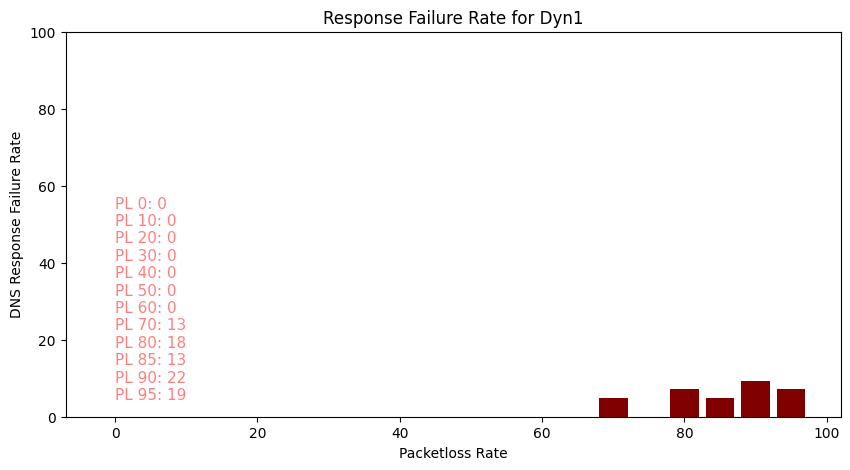 Response Failure Rate for Dyn1
DNS Response Failure Rate
100
80
60
40
20
0
PL 0: 0
PL 10: 0
PL 20: 0
PL 30: 0
PL 40: 0
PL 50: 0
PL 60: 0
PL 70: 13
PL 80: 18
PL 85: 13
PL 90: 22
PL 95: 19
0 20 40 60 80 100
Packetloss Rate